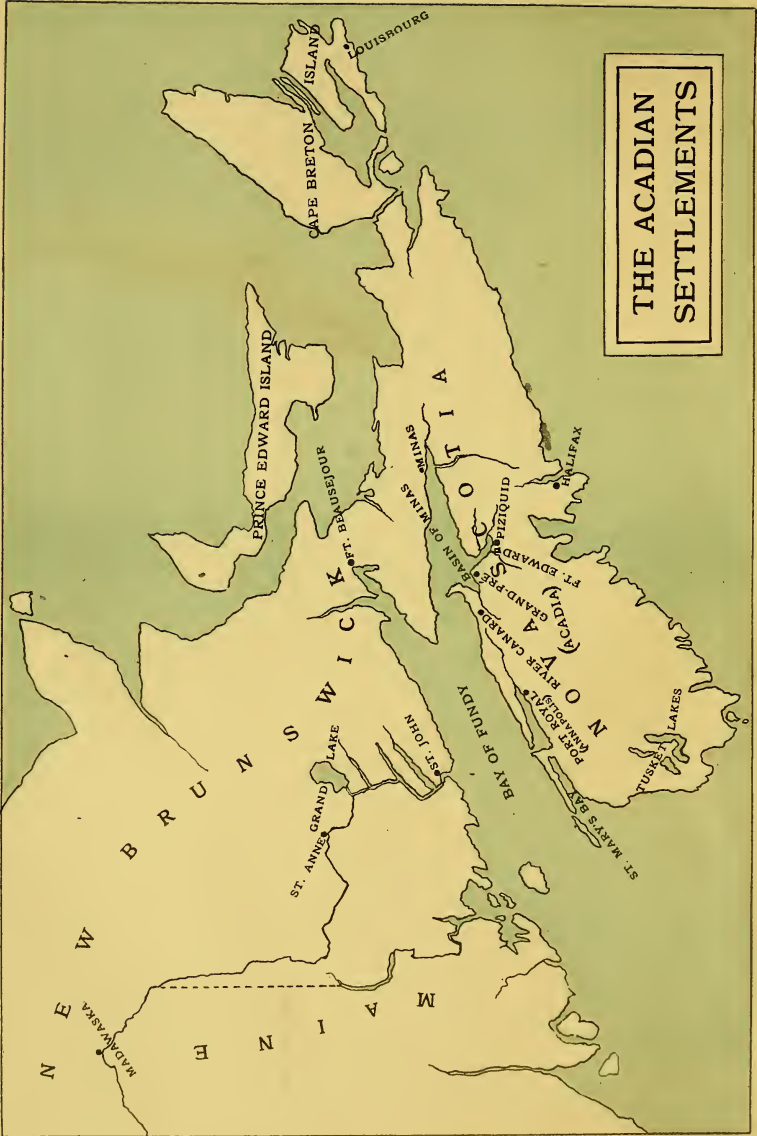 THE ACADIAN
SETTLEMENTS
CAPE BRETON ISLAND
LOUISBOURG
PRINCE EDWARD ISLAND
NEW BRUNSWICK
MADAWASKA
MAINE
ST. ANNE
GRAND
LAKE
ST. JOHN
FT. BEAUSEJOUR
BAY OF FUNDY
BASIN OF MINAS
MINAS
NOVA SCOTIA
(ACADIA)
PIZIQUID
FT. EDWARD
GRAND-PRÉ
RIVER CANARD
PORT ROYAL
(ANNAPOLIS)
HALIFAX
ST. MARY'S BAY
TUSKET LAKES